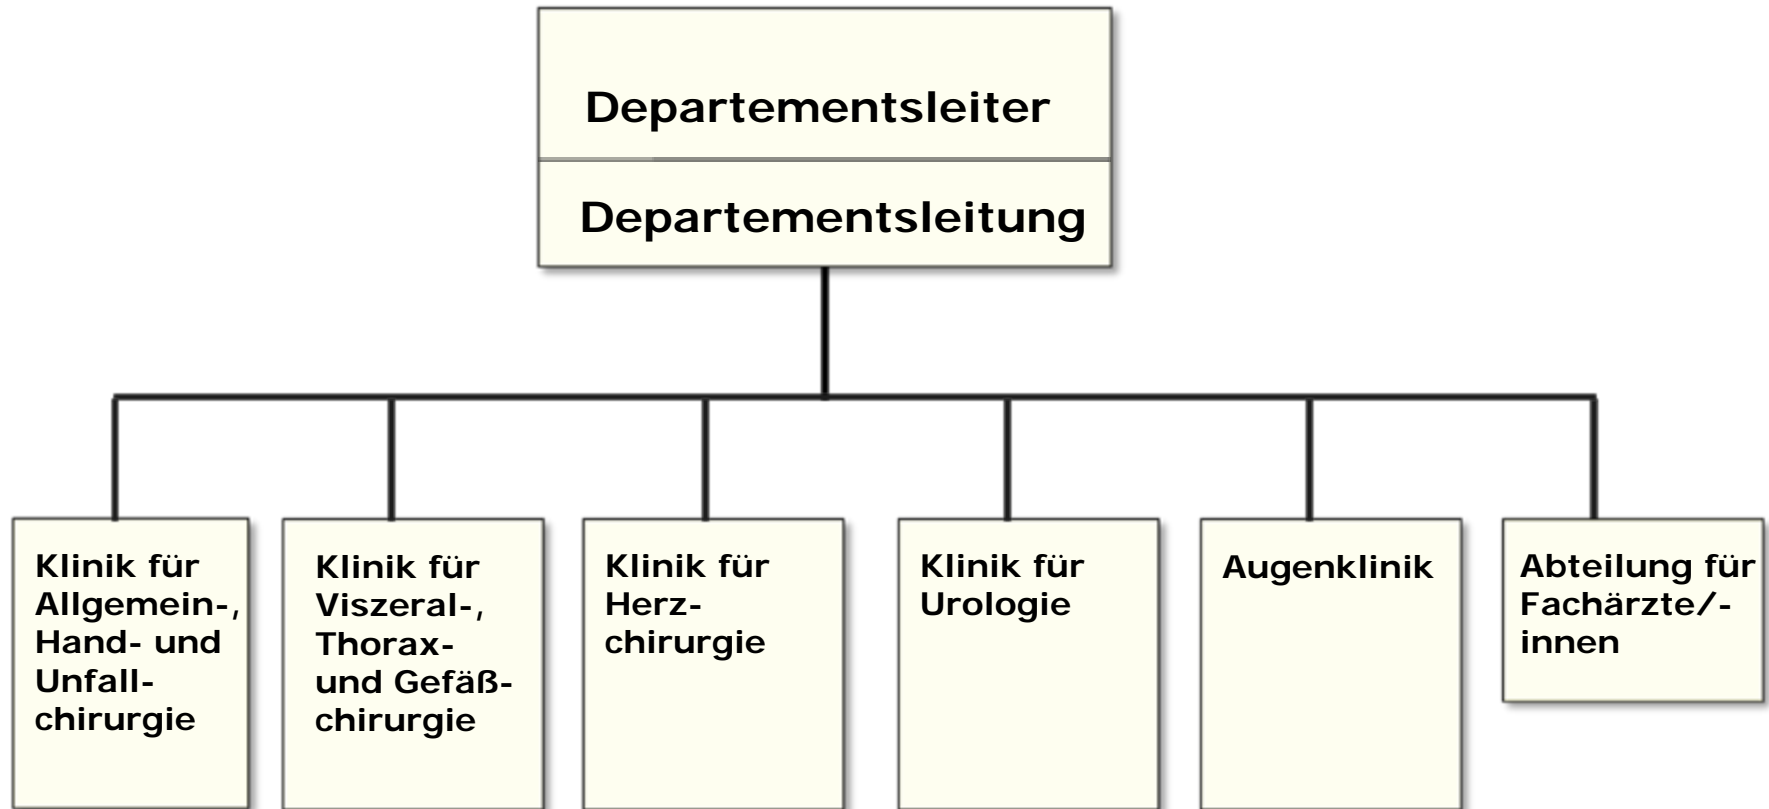 Departementsleiter
Departementsleitung
Klinik für
Allgemein-,
Hand- und
Unfall-
chirurgie
Klinik für
Viszeral-,
Thorax-
und Gefäß-
chirurgie
Klinik für
Herz-
chirurgie
Klinik für
Urologie
Augenklinik
Abteilung für
Fachärzte/-
innen